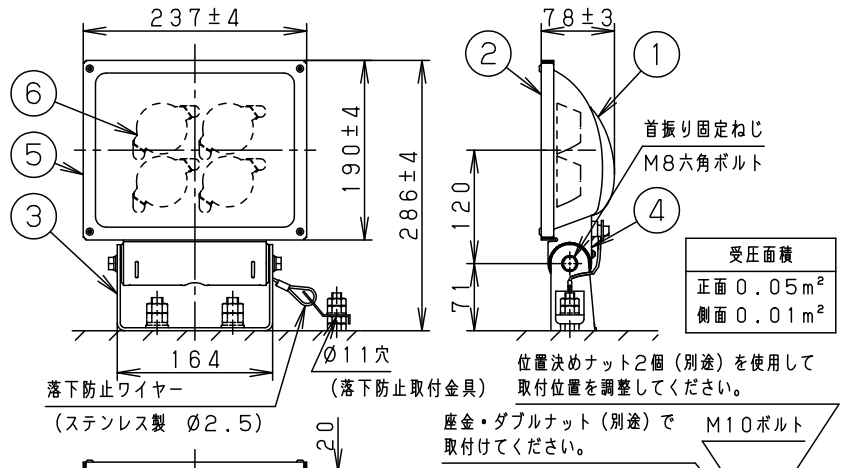 237±4
78±3
⑥
⑤
③
190±4
286±4
②
①
首振り固定ねじ
M8六角ボルト
④
120
71
受圧面積
正面 0.05m²
側面 0.01m²
164
Ø11穴
(落下防止取付金具)
落下防止ワイヤー
(ステンレス製 Ø2.5)
位置決めナット2個(別途)を使用して
取付位置を調整してください。
座金・ダブルナット(別途)で
取付けてください。
M10ボルト
20